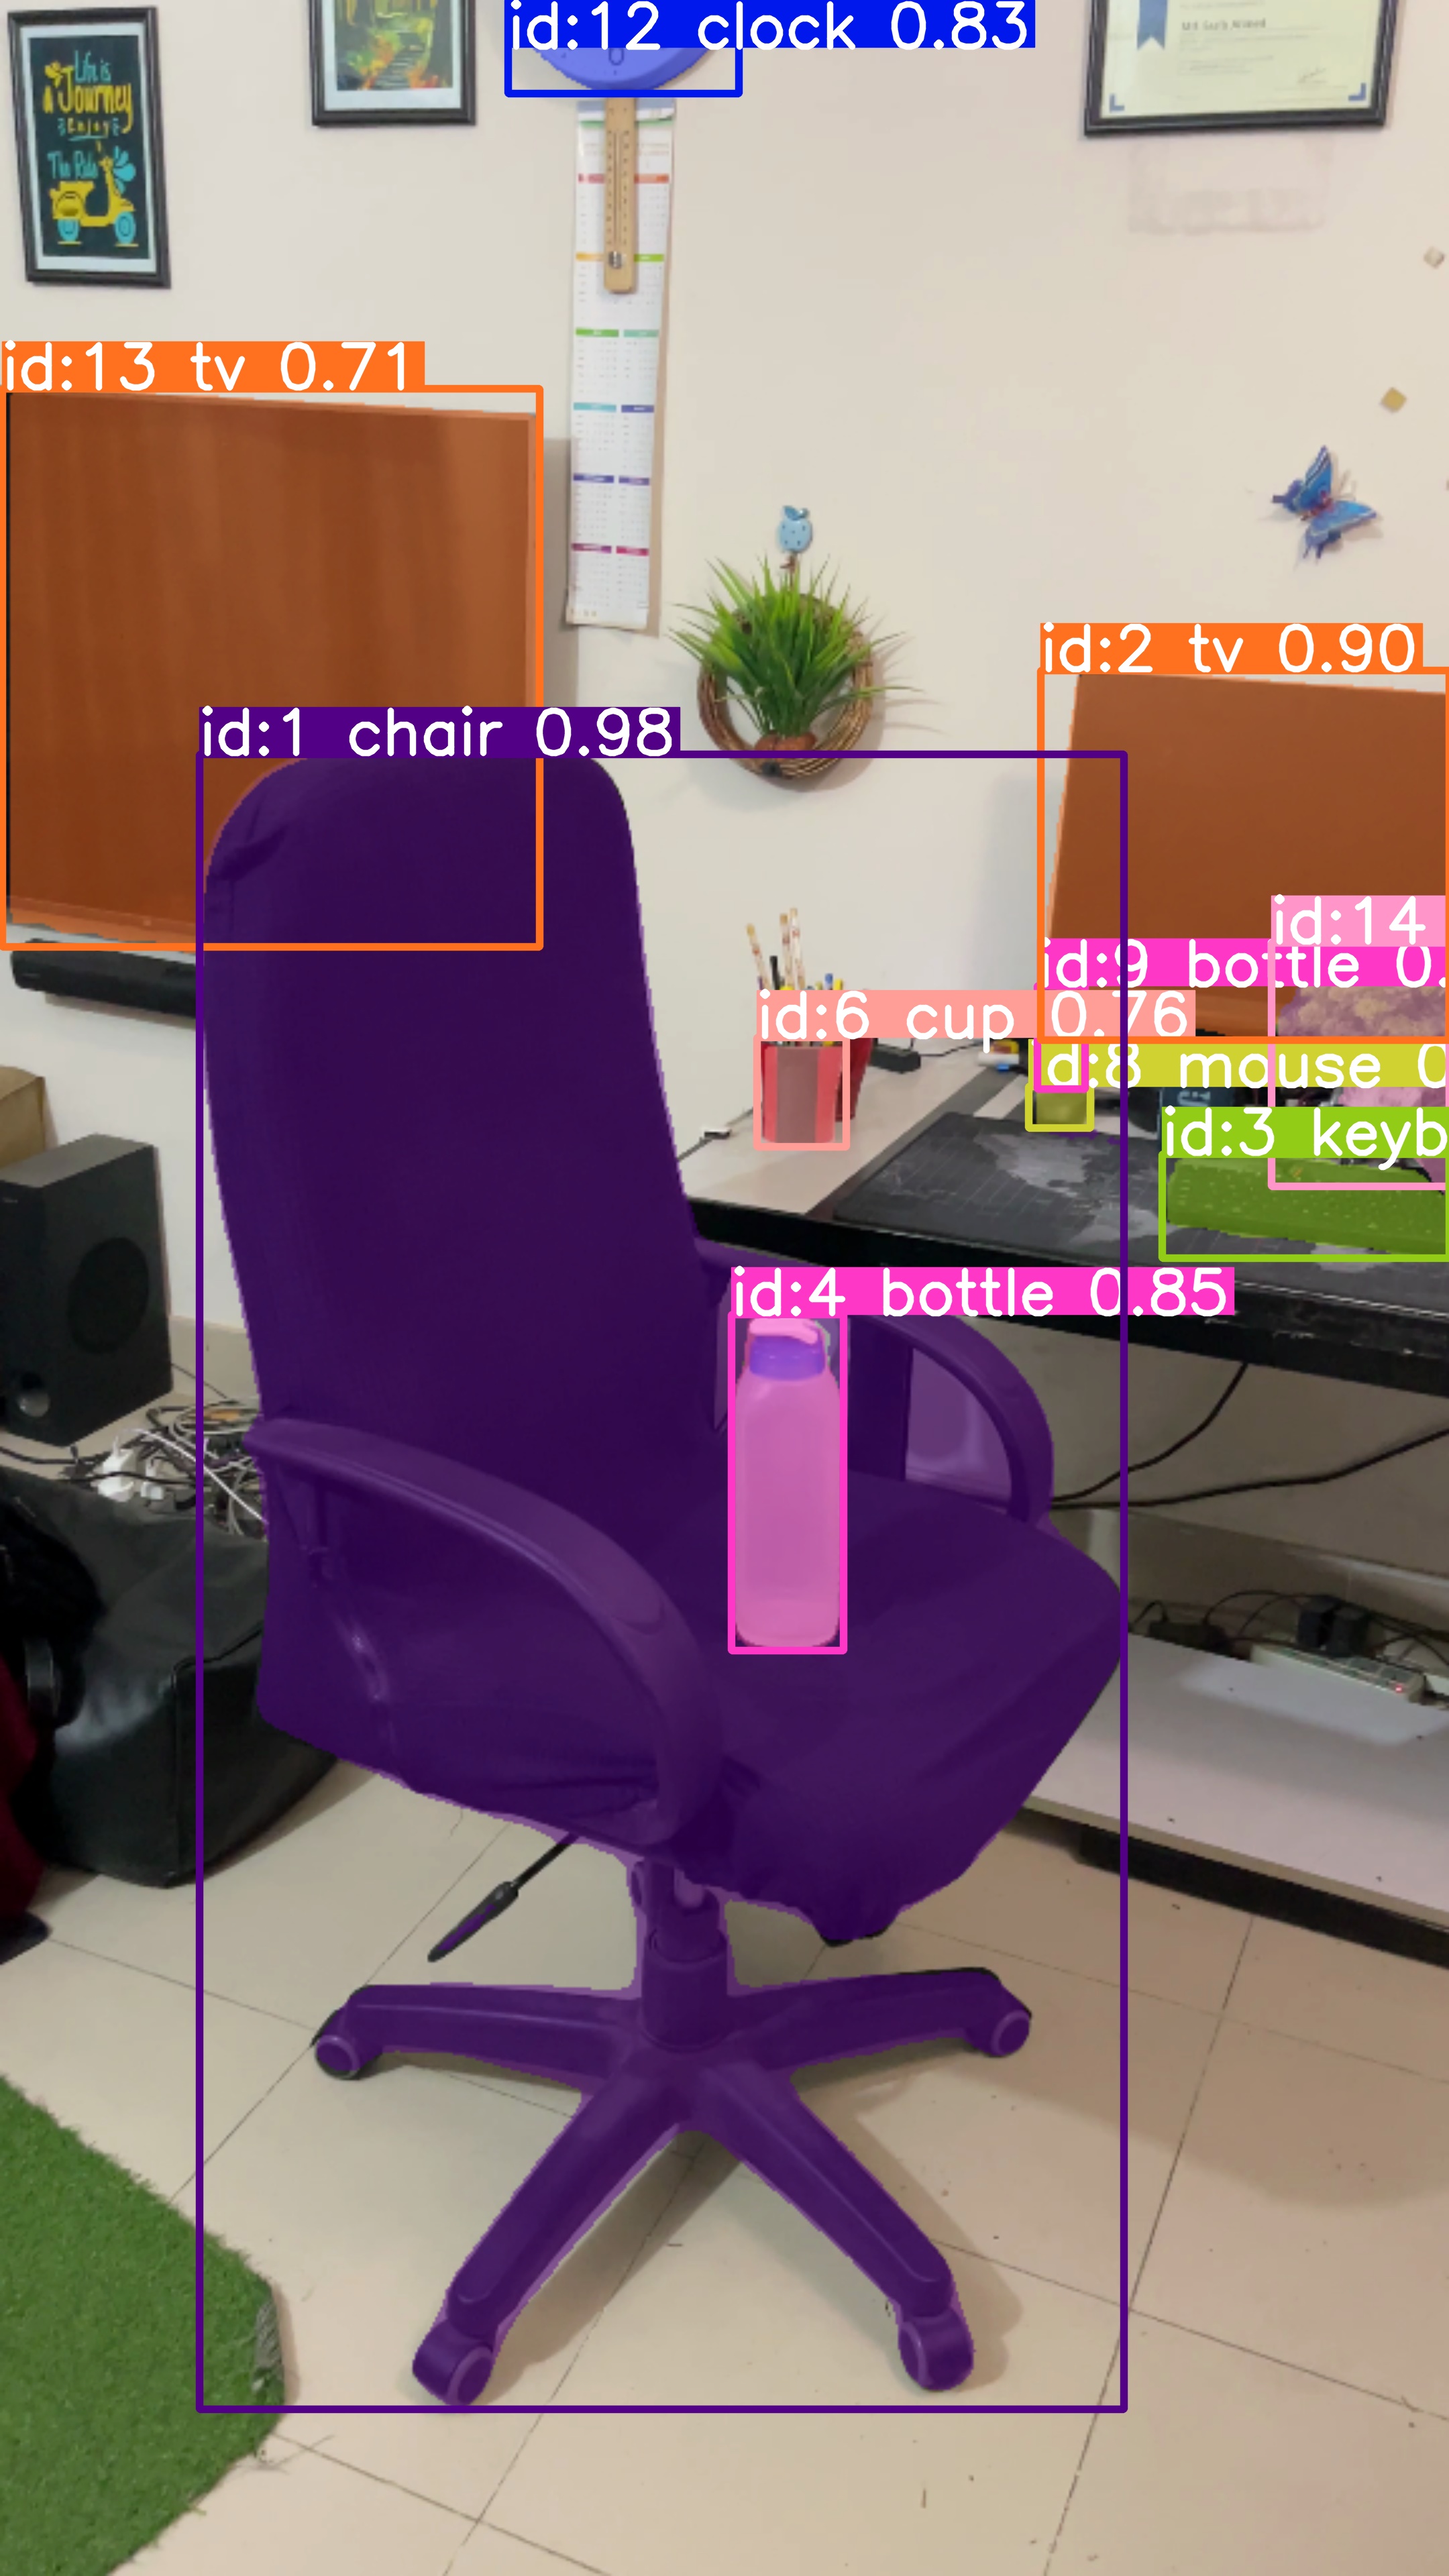 id:12 clock 0.83
Life is
a Journey
Enjoy
The Ride
id:13 tv 0.71
id:2 tv 0.90
id:1 chair 0.98
id:14
id:9 bottle 0.
id:6 cup 0.76
d:8 mouse 0
id:3 keyb
id:4 bottle 0.85